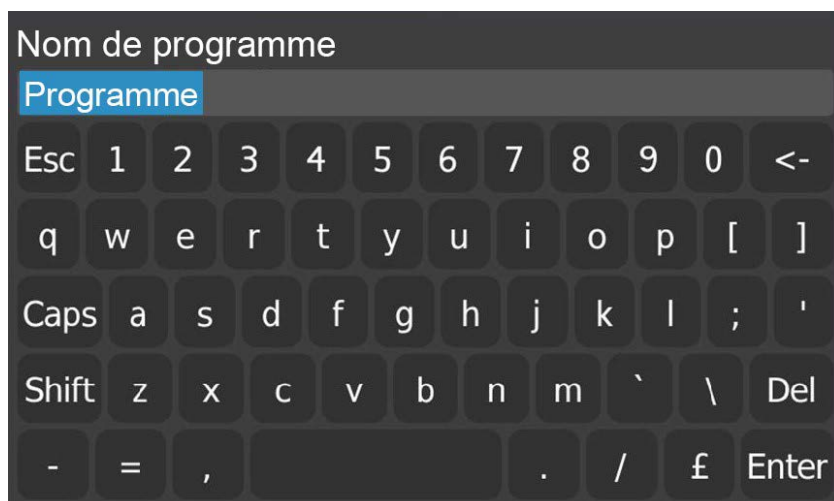 Nom de programme
Programme
Esc 1 2 3 4 5 6 7 8 9 0 <-
q w e r t y u i o p [ ]
Caps a s d f g h j k l ; '
Shift z x c v b n m ` \ Del
- = , . / £ Enter